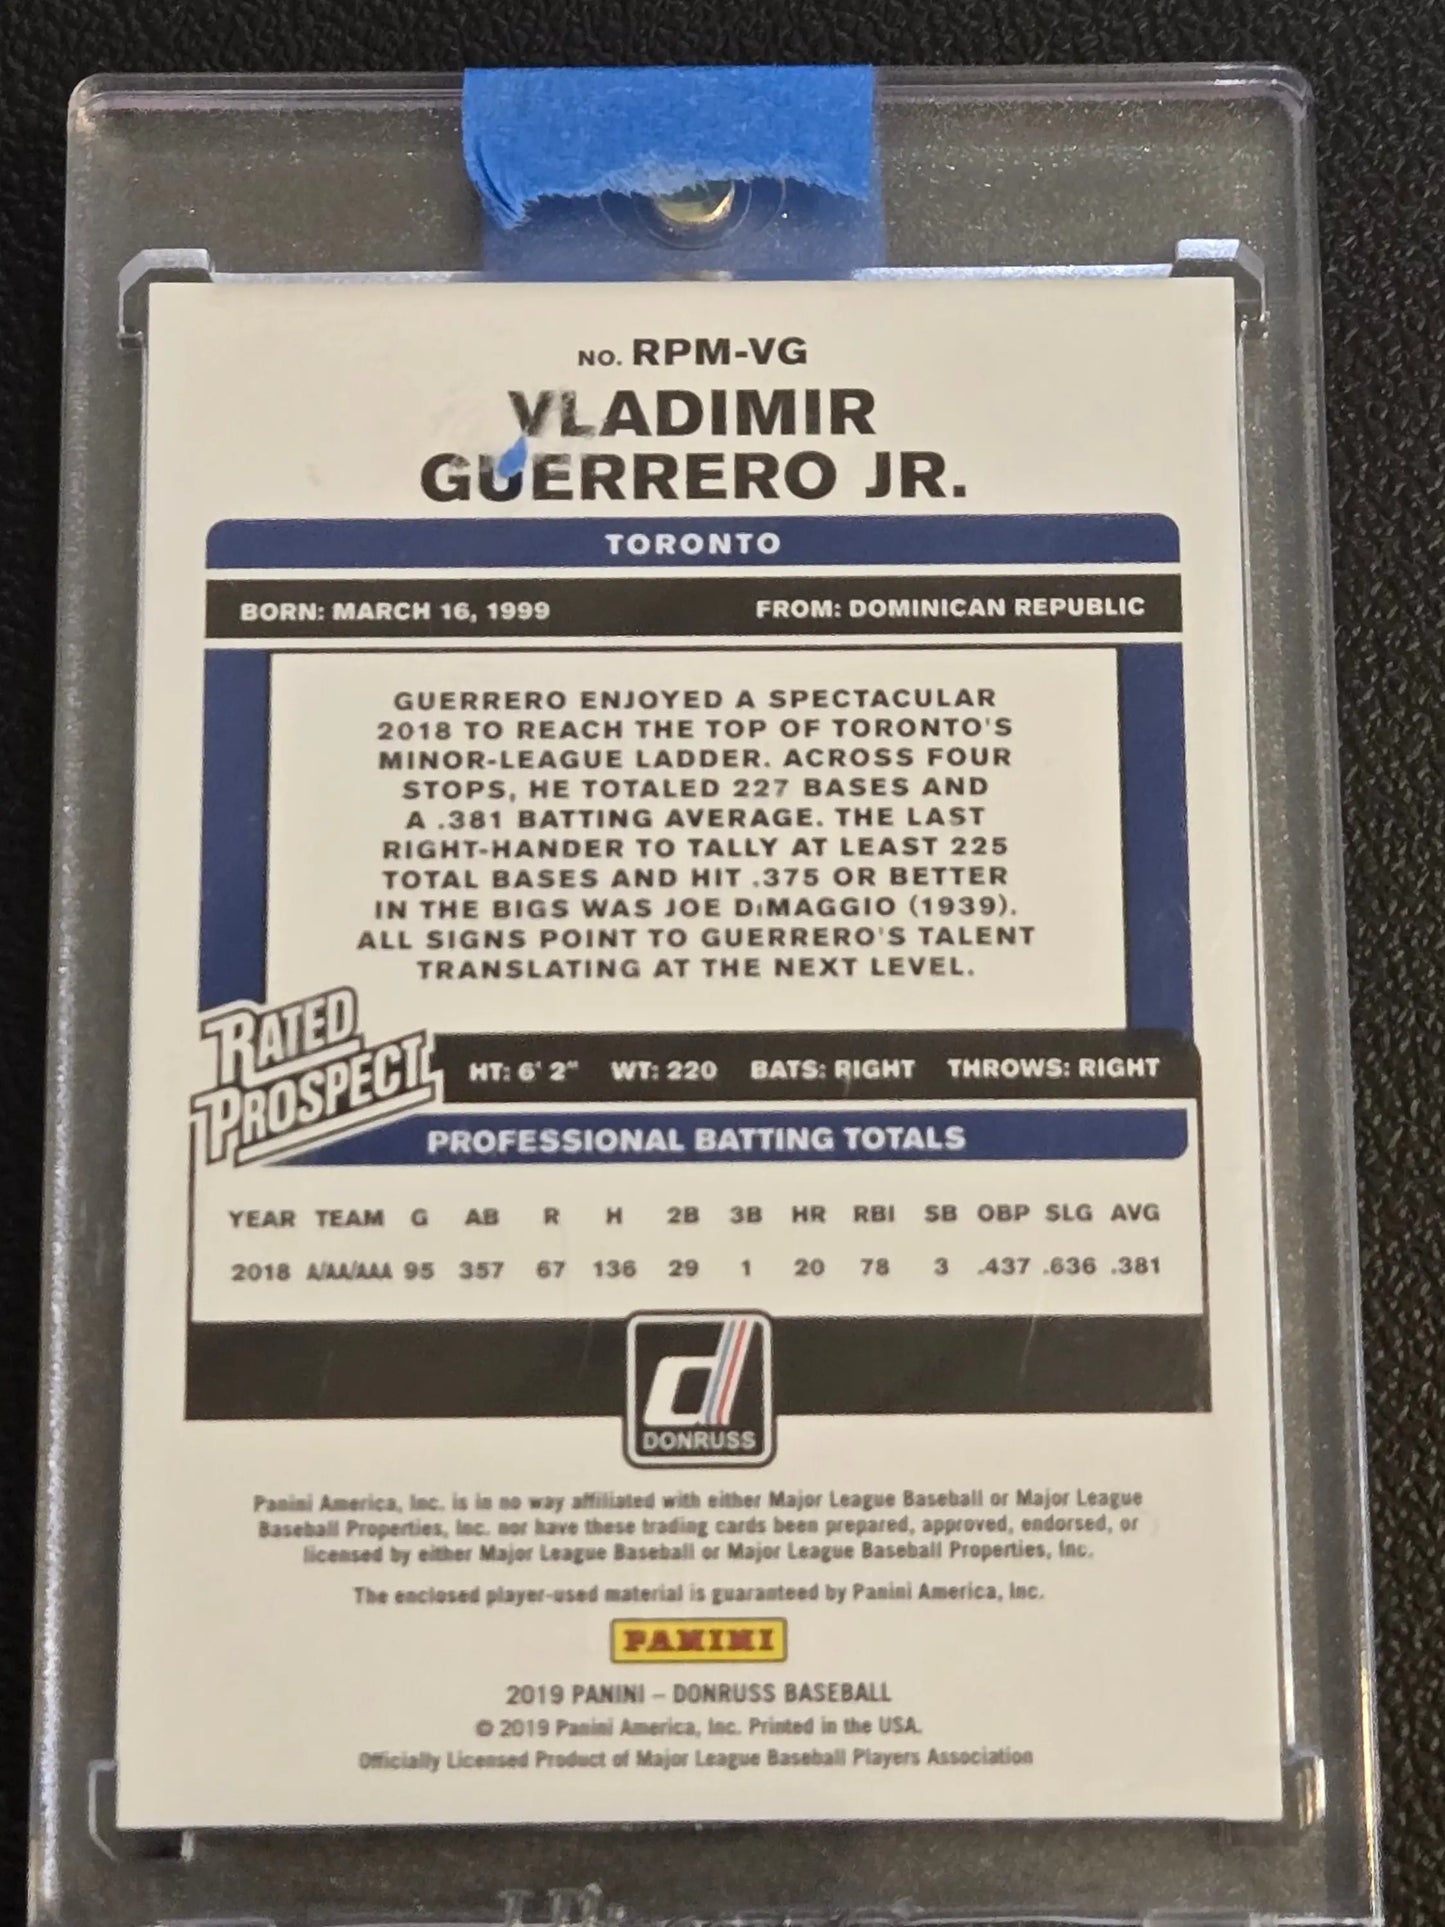 NO. RPM-VG
VLADIMIR
GUERRERO JR.
TORONTO
BORN: MARCH 16, 1999 FROM: DOMINICAN REPUBLIC
GUERRERO ENJOYED A SPECTACULAR
2018 TO REACH THE TOP OF TORONTO'S
MINOR-LEAGUE LADDER. ACROSS FOUR
STOPS, HE TOTALED 227 BASES AND
A .381 BATTING AVERAGE. THE LAST
RIGHT-HANDER TO TALLY AT LEAST 225
TOTAL BASES AND HIT .375 OR BETTER
IN THE BIGS WAS JOE DiMAGGIO (1939).
ALL SIGNS POINT TO GUERRERO'S TALENT
TRANSLATING AT THE NEXT LEVEL.
RATED
PROSPECT
HT: 6' 2" WT: 220 BATS: RIGHT THROWS: RIGHT
PROFESSIONAL BATTING TOTALS
YEAR TEAM G AB R H 2B 3B HR RBI SB OBP SLG AVG
2018 A/AA/AAA 95 357 67 136 29 1 20 78 3 .437 .636 .381
d
DONRUSS
Panini America, Inc. is in no way affiliated with either Major League Baseball or Major League
Baseball Properties, Inc. nor have these trading cards been prepared, approved, endorsed, or
licensed by either Major League Baseball or Major League Baseball Properties, Inc.
The enclosed player-used material is guaranteed by Panini America, Inc.
PANINI
2019 PANINI – DONRUSS BASEBALL
© 2019 Panini America, Inc. Printed in the USA.
Officially Licensed Product of Major League Baseball Players Association